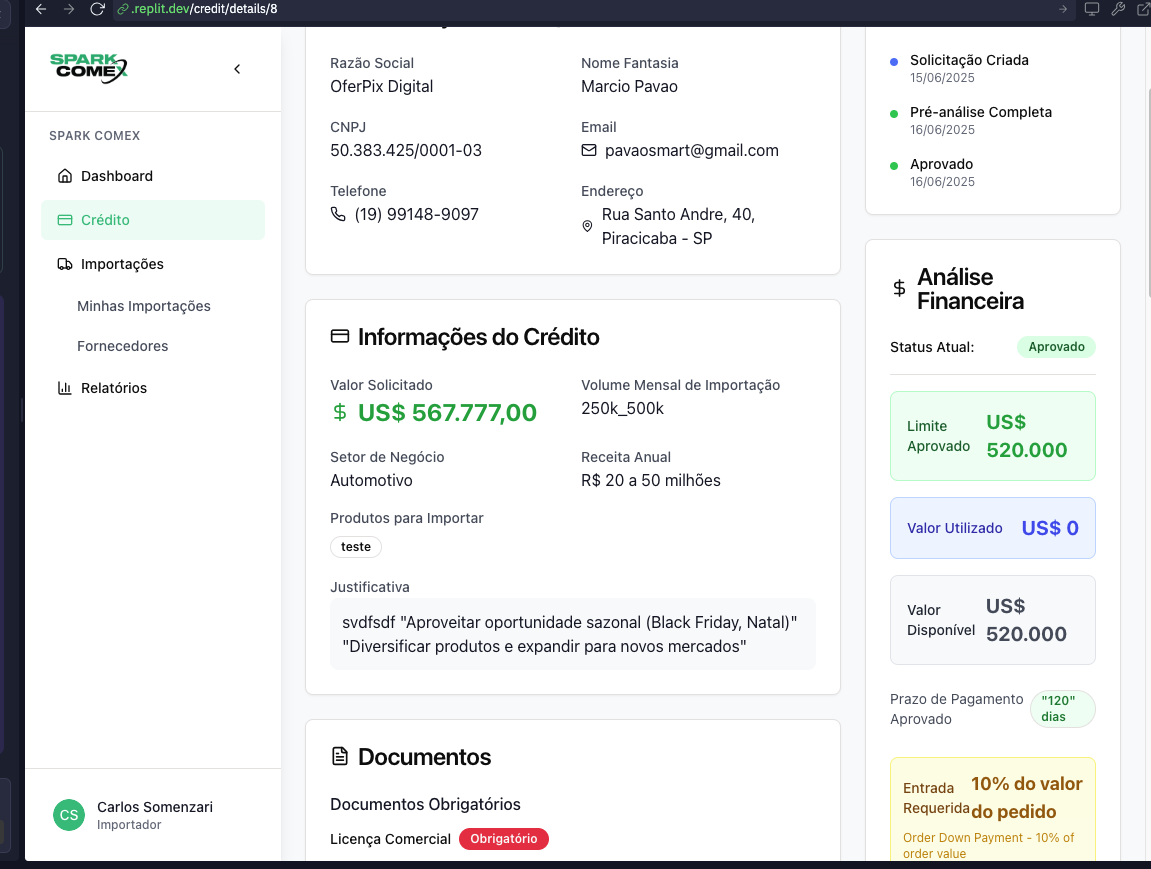 .replit.dev/credit/details/8
SPARK
COMEX
SPARK COMEX
Dashboard
Crédito
Importações
Minhas Importações
Fornecedores
Relatórios
CS
Carlos Somenzari
Importador
Razão Social
OferPix Digital
Nome Fantasia
Marcio Pavao
CNPJ
50.383.425/0001-03
Email
pavaosmart@gmail.com
Telefone
(19) 99148-9097
Endereço
Rua Santo Andre, 40,
Piracicaba - SP
Informações do Crédito
Valor Solicitado
US$ 567.777,00
Volume Mensal de Importação
250k_500k
Setor de Negócio
Automotivo
Receita Anual
R$ 20 a 50 milhões
Produtos para Importar
teste
Justificativa
svdfsdf "Aproveitar oportunidade sazonal (Black Friday, Natal)"
"Diversificar produtos e expandir para novos mercados"
Documentos
Documentos Obrigatórios
Licença Comercial
Obrigatório
Solicitação Criada
15/06/2025
Pré-análise Completa
16/06/2025
Aprovado
16/06/2025
Análise
Financeira
Status Atual:
Aprovado
Limite
Aprovado
US$
520.000
Valor Utilizado
US$ 0
Valor
Disponível
US$
520.000
Prazo de Pagamento
Aprovado
"120"
dias
Entrada
Requerida
10% do valor
do pedido
Order Down Payment - 10% of
order value